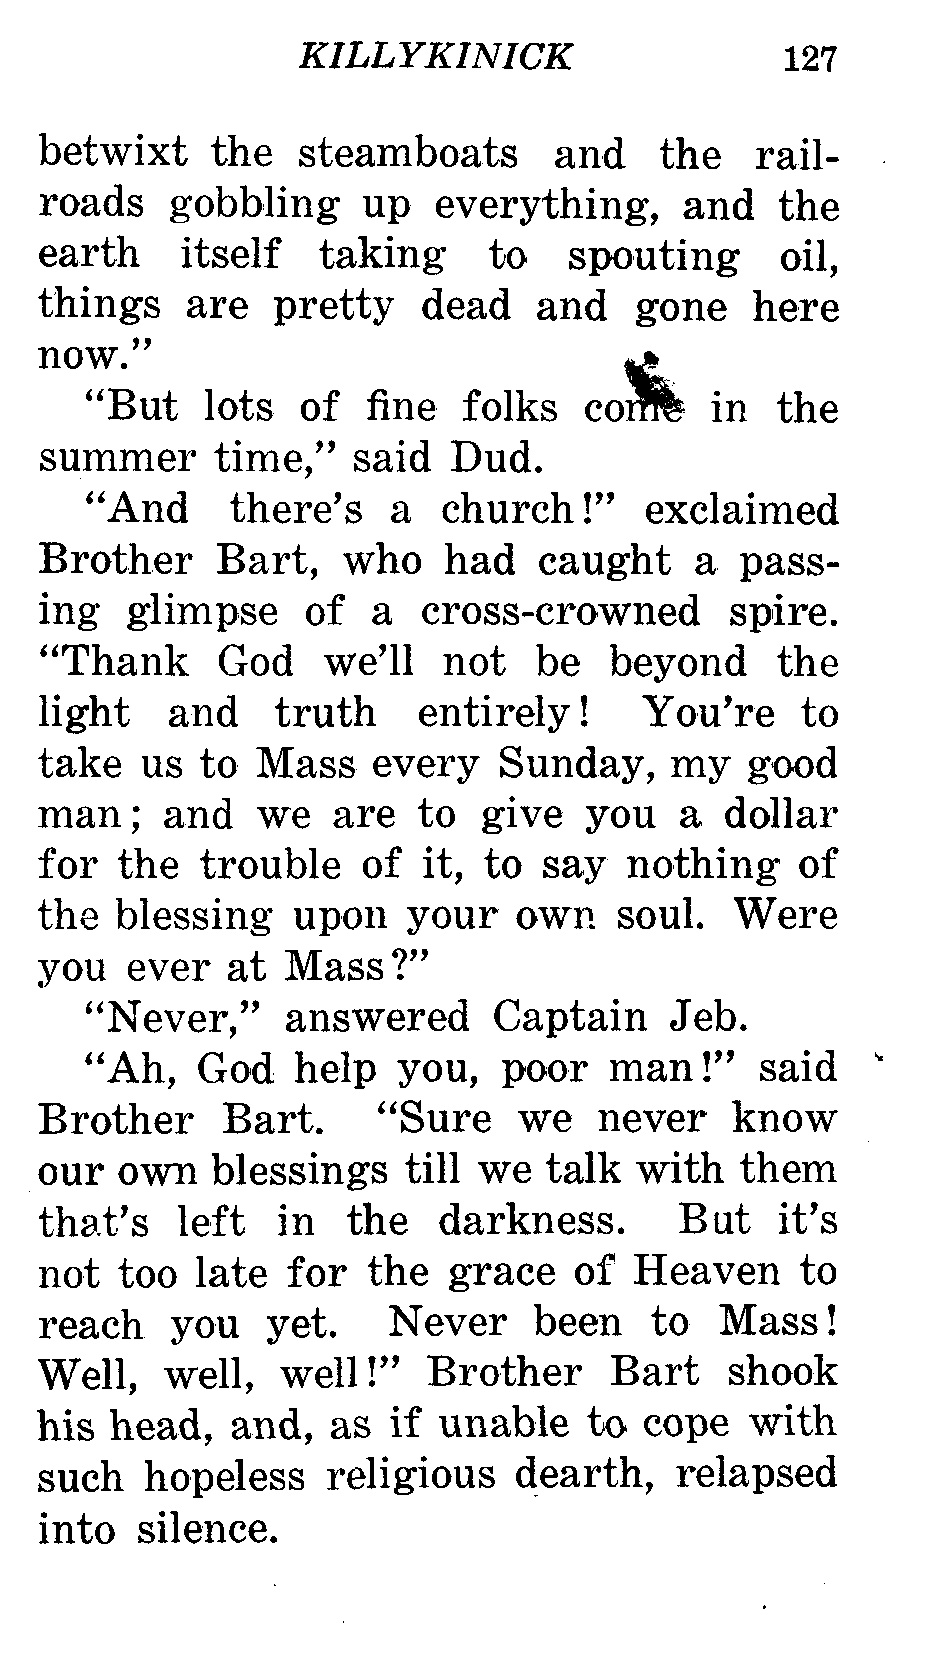 KILLYKINICK 127
betwixt the steamboats and the rail-
roads gobbling up everything, and the
earth itself taking to spouting oil,
things are pretty dead and gone here
now."
"But lots of fine folks come in the
summer time," said Dud.
"And there's a church!" exclaimed
Brother Bart, who had caught a pass-
ing glimpse of a cross-crowned spire.
"Thank God we'll not be beyond the
light and truth entirely! You're to
take us to Mass every Sunday, my good
man; and we are to give you a dollar
for the trouble of it, to say nothing of
the blessing upon your own soul. Were
you ever at Mass?"
"Never," answered Captain Jeb.
"Ah, God help you, poor man!" said
Brother Bart. "Sure we never know
our own blessings till we talk with them
that's left in the darkness. But it's
not too late for the grace of Heaven to
reach you yet. Never been to Mass!
Well, well, well!" Brother Bart shook
his head, and, as if unable to cope with
such hopeless religious dearth, relapsed
into silence.